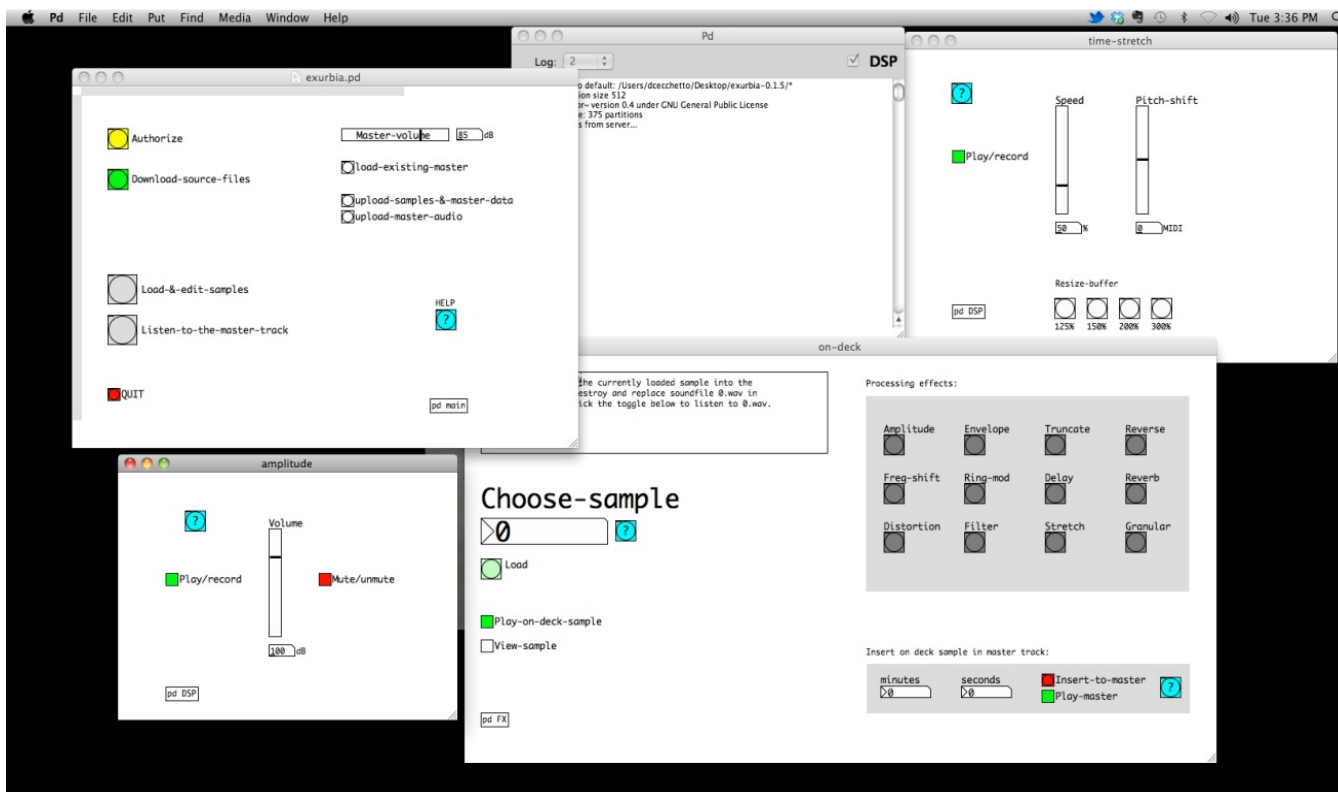 Pd File Edit Put Find Media Window Help
Tue 3:36 PM
Pd
Log: 2
DSP
o default: /Users/dcecchetto/Desktop/exurbia-0.1.5/*
ion size 512
or~ version 0.4 under GNU General Public License
e: 375 partitions
s from server...
time-stretch
?
Speed
Pitch-shift
Play/record
50 %
0 MIDI
Resize-buffer
pd DSP
125% 150% 200% 300%
exurbia.pd
Authorize
Master-volume 85 dB
load-existing-master
Download-source-files
upload-samples-&-master-data
upload-master-audio
Load-&-edit-samples
HELP
?
Listen-to-the-master-track
QUIT
pd main
amplitude
?
Volume
Play/record
Mute/unmute
100 dB
pd DSP
on-deck
the currently loaded sample into the
estroy and replace soundfile 0.wav in
ick the toggle below to listen to 0.wav.
Choose-sample
0 ?
Load
Play-on-deck-sample
View-sample
pd FX
Processing effects:
Amplitude Envelope Truncate Reverse
Freq-shift Ring-mod Delay Reverb
Distortion Filter Stretch Granular
Insert on deck sample in master track:
minutes seconds Insert-to-master
0 0 Play-master ?